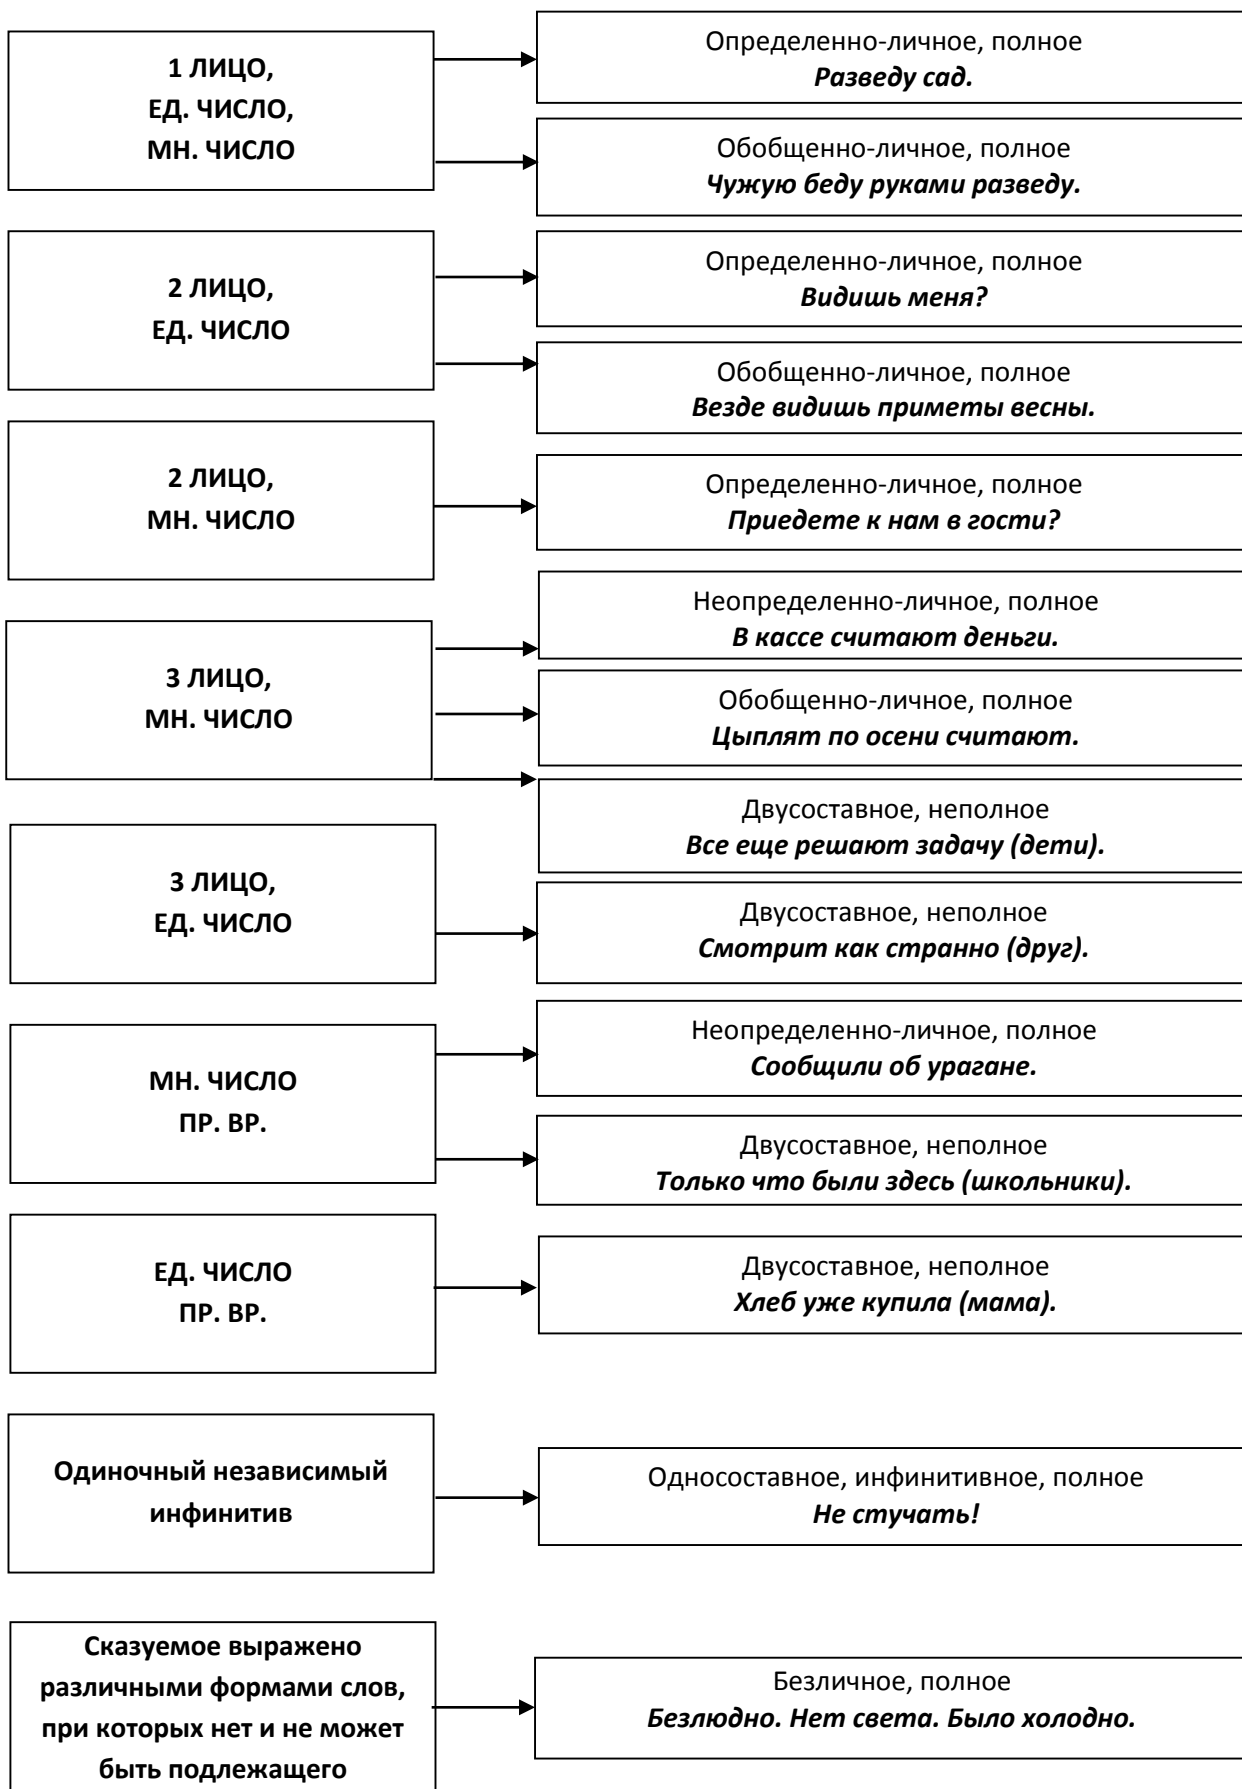 1 ЛИЦО,
ЕД. ЧИСЛО,
МН. ЧИСЛО
Определенно-личное, полное
Разведу сад.
Обобщенно-личное, полное
Чужую беду руками разведу.
2 ЛИЦО,
ЕД. ЧИСЛО
Определенно-личное, полное
Видишь меня?
Обобщенно-личное, полное
Везде видишь приметы весны.
2 ЛИЦО,
МН. ЧИСЛО
Определенно-личное, полное
Приедете к нам в гости?
3 ЛИЦО,
МН. ЧИСЛО
Неопределенно-личное, полное
В кассе считают деньги.
Обобщенно-личное, полное
Цыплят по осени считают.
Двусоставное, неполное
Все еще решают задачу (дети).
3 ЛИЦО,
ЕД. ЧИСЛО
Двусоставное, неполное
Смотрит как странно (друг).
МН. ЧИСЛО
ПР. ВР.
Неопределенно-личное, полное
Сообщили об урагане.
Двусоставное, неполное
Только что были здесь (школьники).
ЕД. ЧИСЛО
ПР. ВР.
Двусоставное, неполное
Хлеб уже купила (мама).
Одиночный независимый
инфинитив
Односоставное, инфинитивное, полное
Не стучать!
Сказуемое выражено
различными формами слов,
при которых нет и не может
быть подлежащего
Безличное, полное
Безлюдно. Нет света. Было холодно.